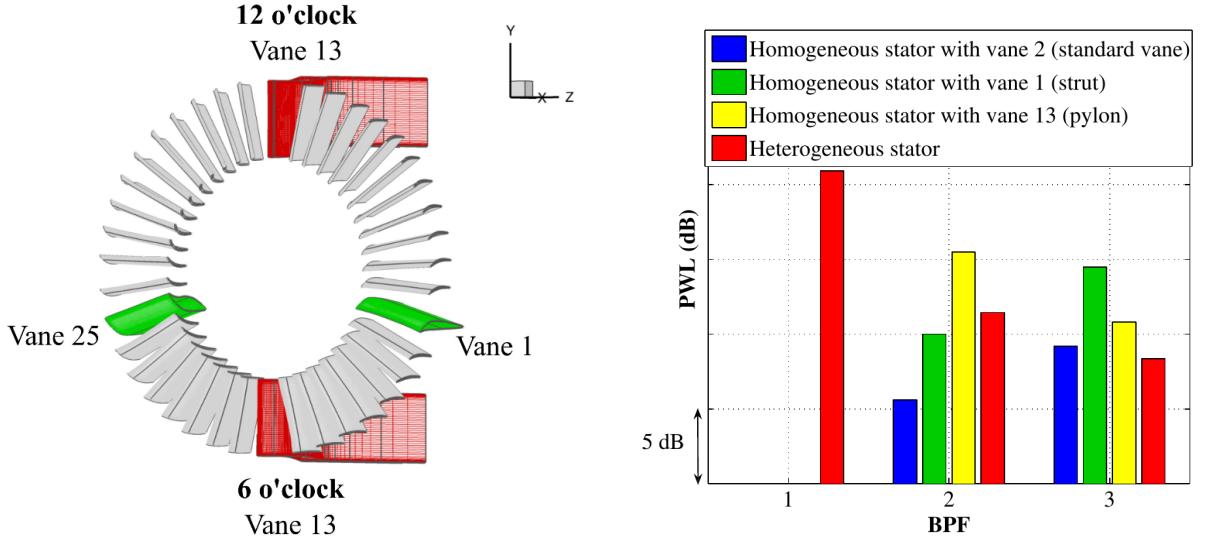 12 o'clock
Vane 13
Y
X
Z
Vane 25
Vane 1
6 o'clock
Vane 13
Homogeneous stator with vane 2 (standard vane)
Homogeneous stator with vane 1 (strut)
Homogeneous stator with vane 13 (pylon)
Heterogeneous stator
PWL (dB)
5 dB
1
2
3
BPF